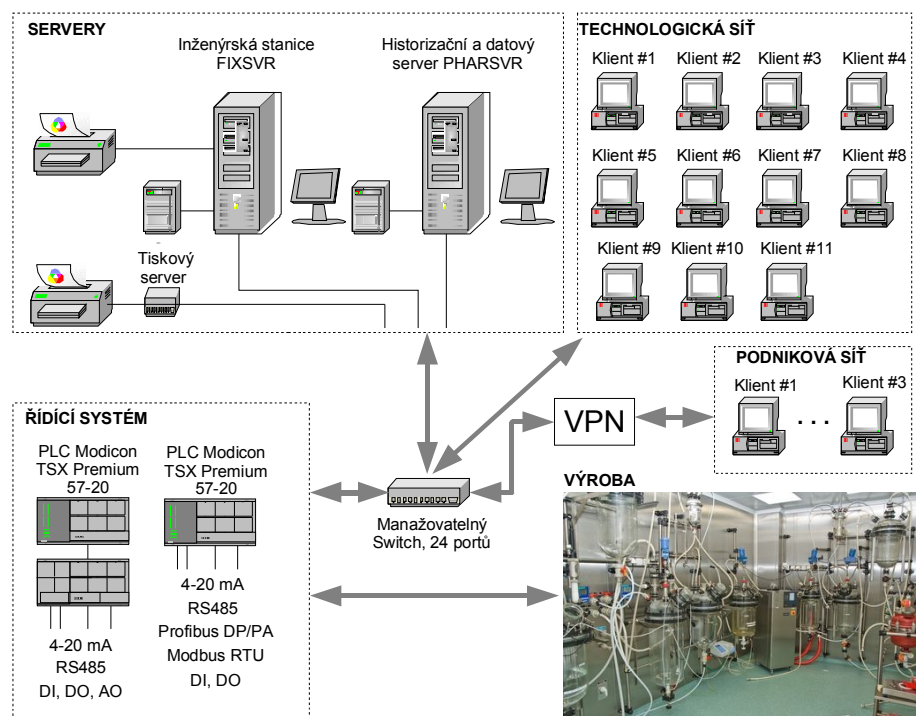 SERVERY
Inženýrská stanice
FIXSVR
Historizační a datový
server PHARSVR
Tiskový
server
TECHNOLOGICKÁ SÍŤ
Klient #1
Klient #2
Klient #3
Klient #4
Klient #5
Klient #6
Klient #7
Klient #8
Klient #9
Klient #10
Klient #11
PODNIKOVÁ SÍŤ
Klient #1
. . .
Klient #3
VPN
Manažovatelný
Switch, 24 portů
ŘÍDÍCÍ SYSTÉM
PLC Modicon
TSX Premium
57-20
4-20 mA
RS485
DI, DO, AO
PLC Modicon
TSX Premium
57-20
4-20 mA
RS485
Profibus DP/PA
Modbus RTU
DI, DO
VÝROBA